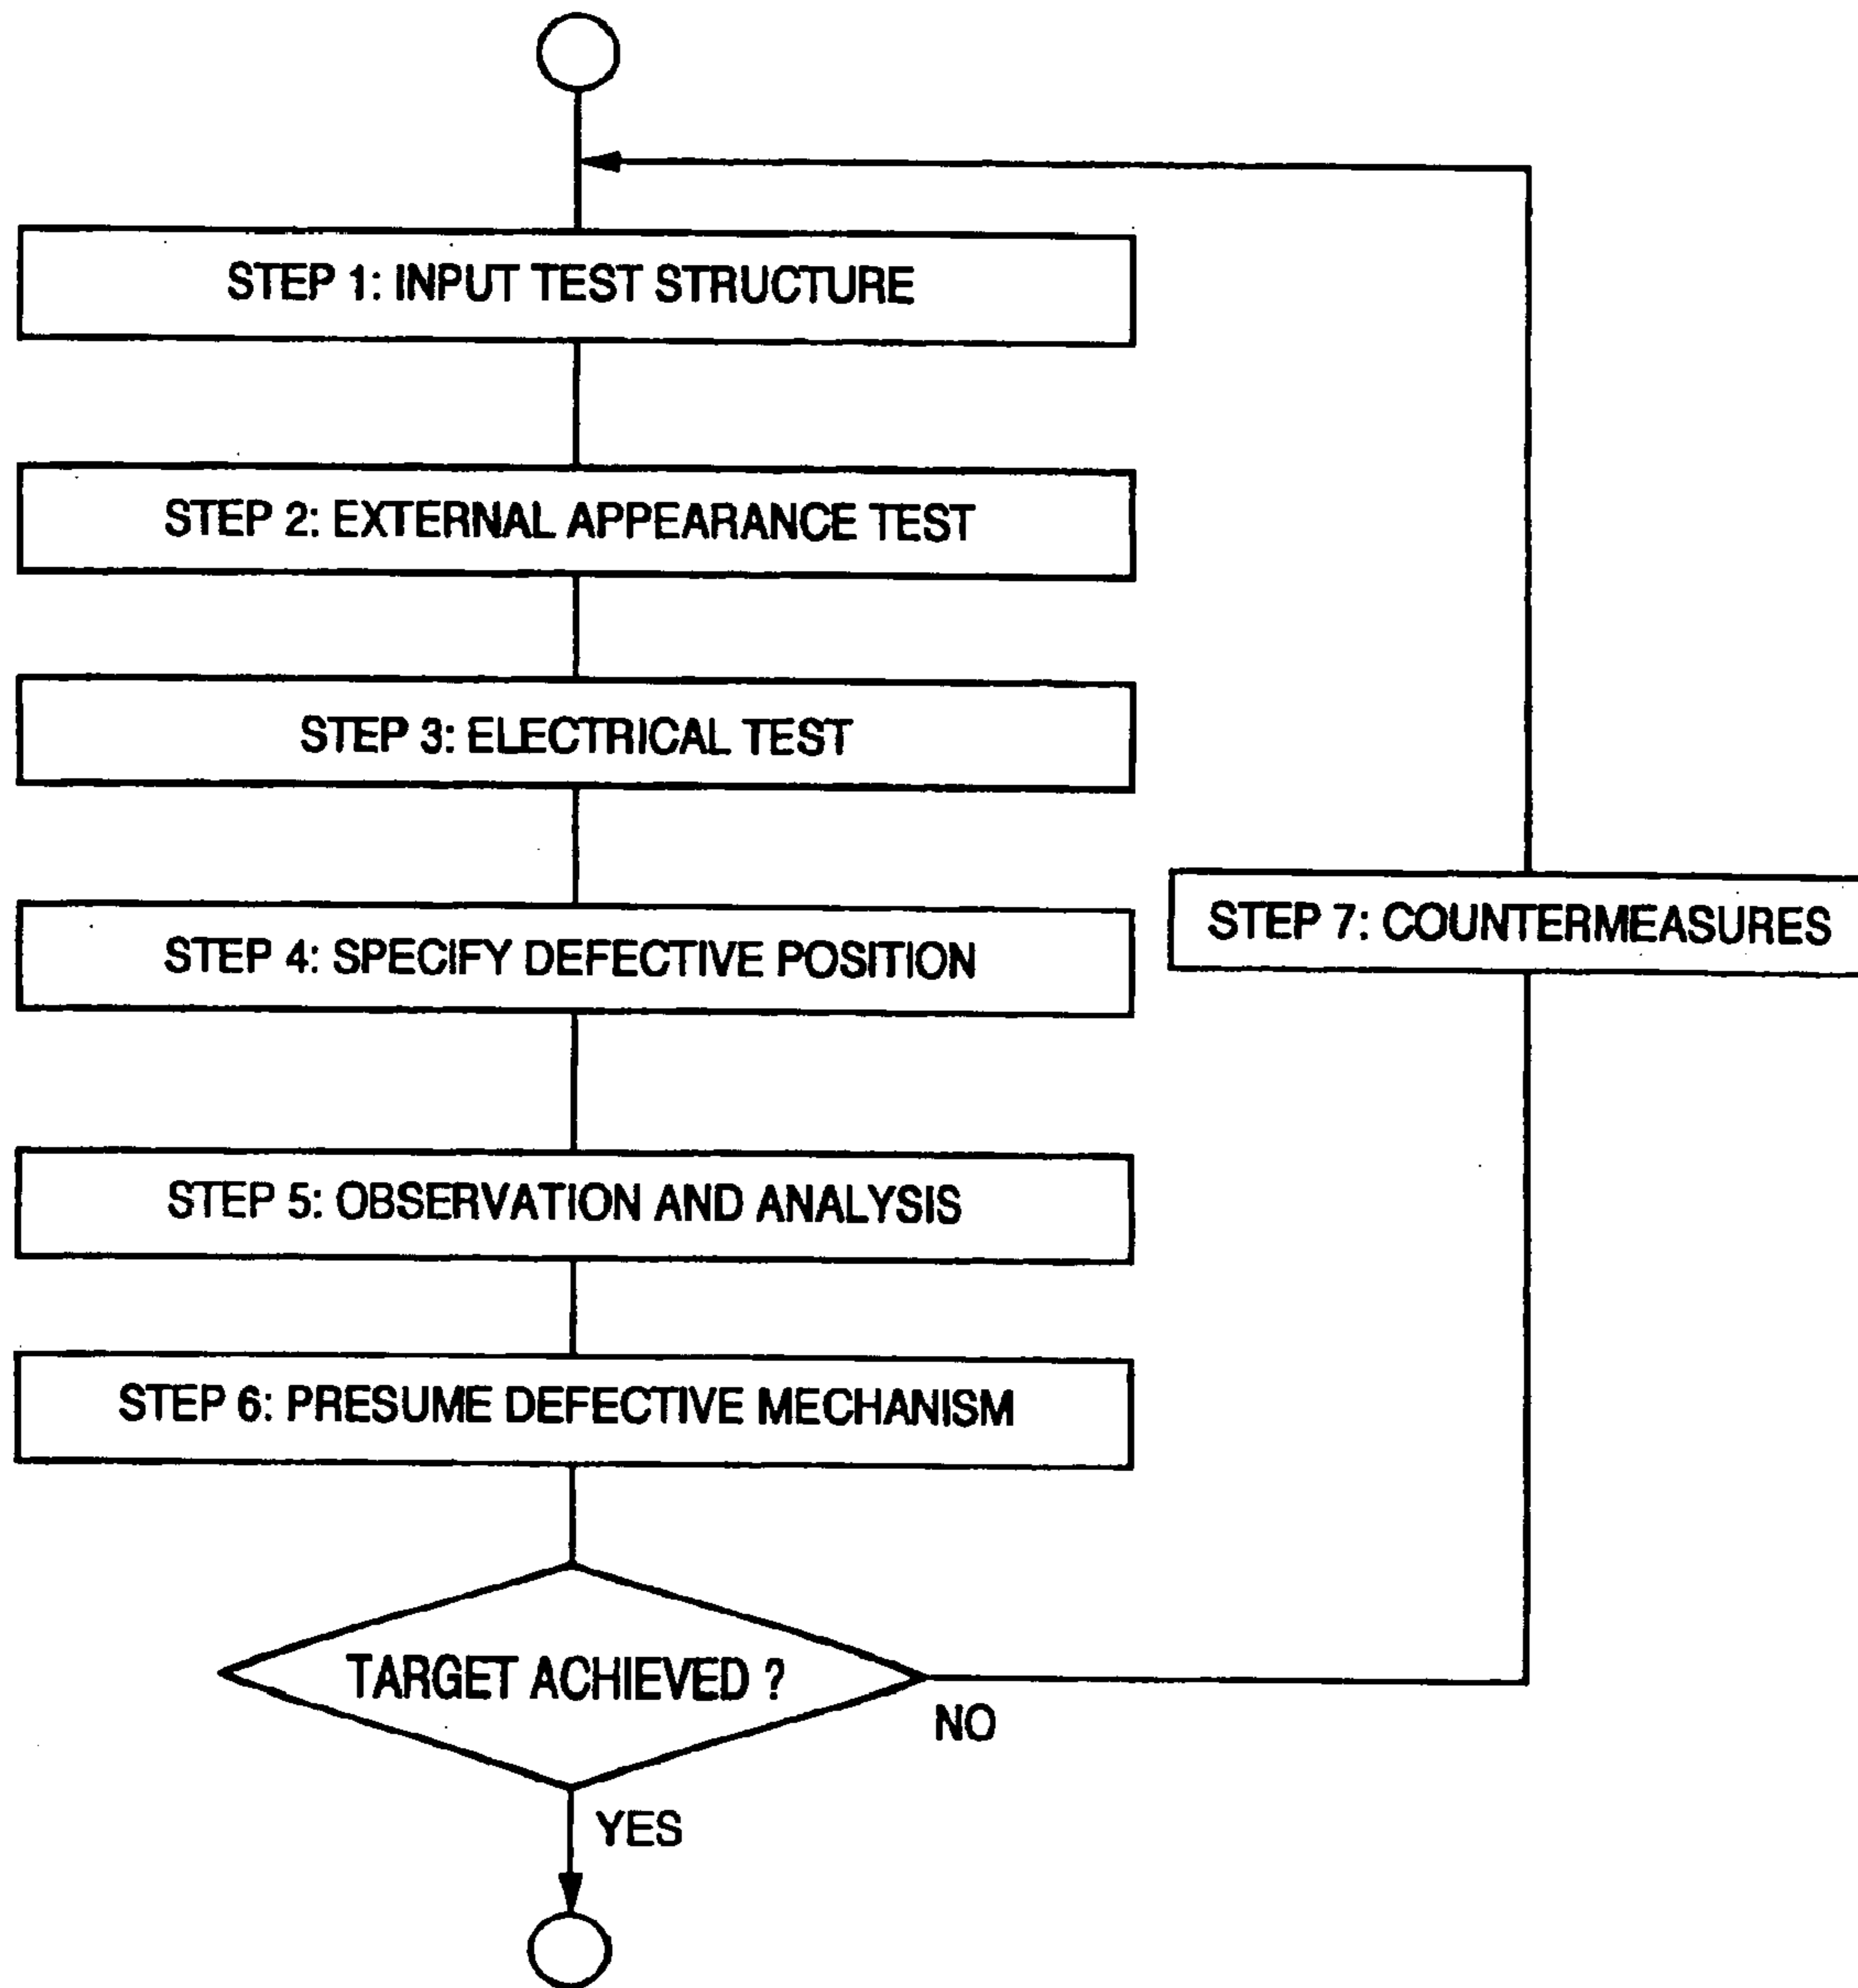 STEP 1: INPUT TEST STRUCTURE
STEP 2: EXTERNAL APPEARANCE TEST
STEP 3: ELECTRICAL TEST
STEP 4: SPECIFY DEFECTIVE POSITION
STEP 7: COUNTERMEASURES
STEP 5: OBSERVATION AND ANALYSIS
STEP 6: PRESUME DEFECTIVE MECHANISM
TARGET ACHIEVED ?
NO
YES